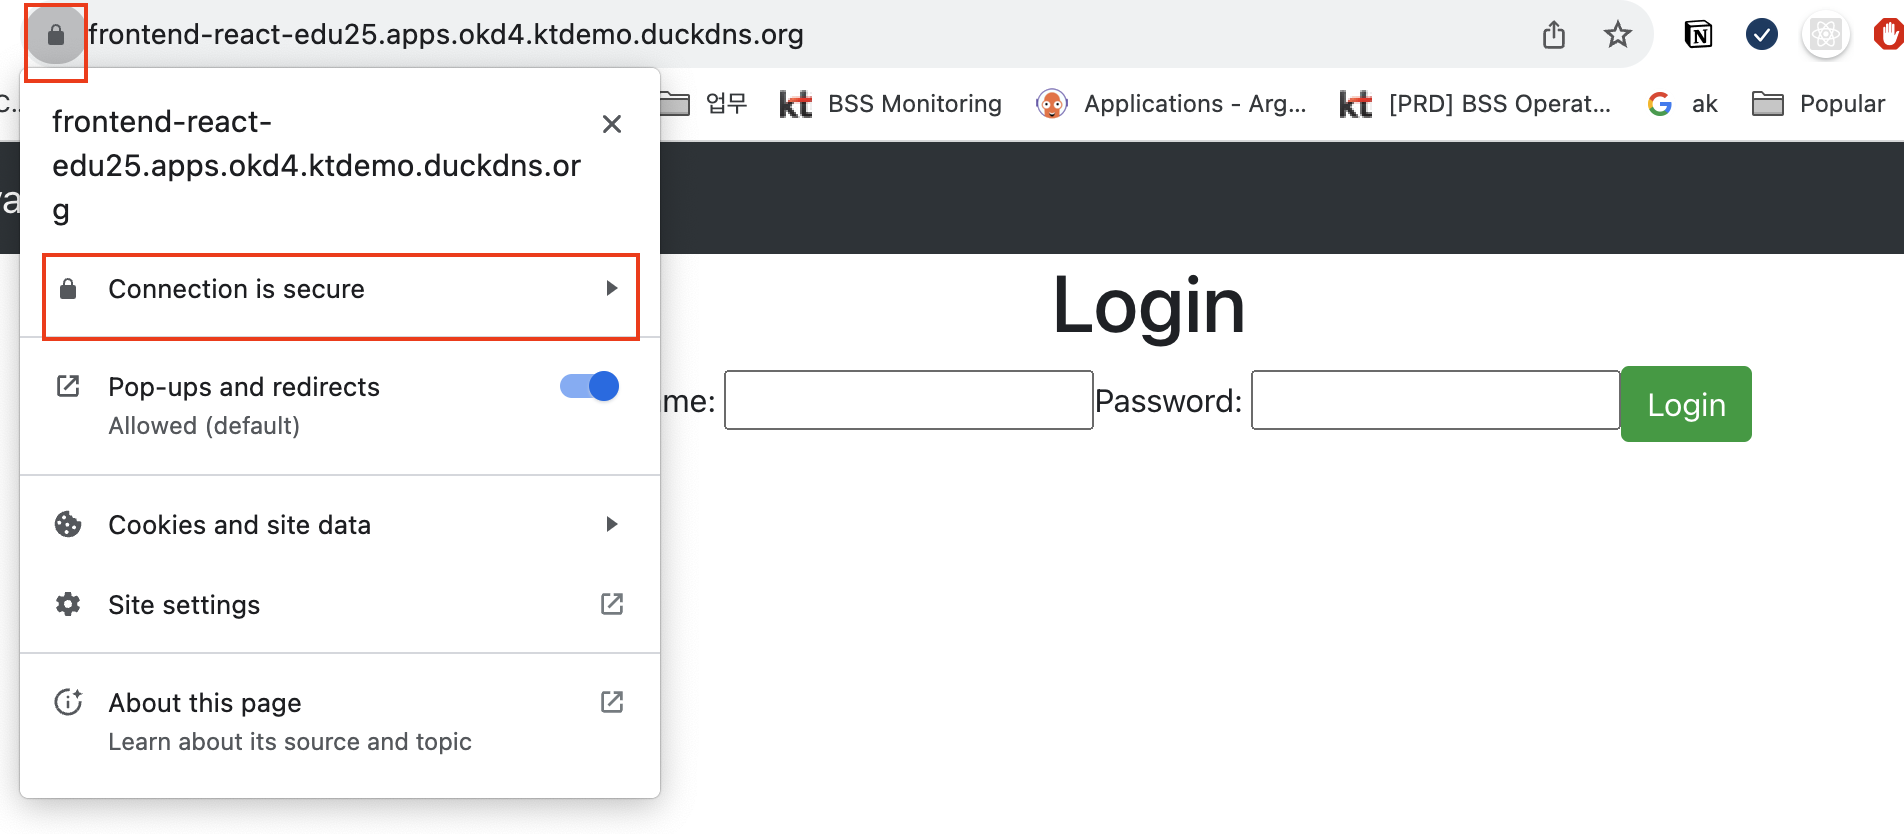 frontend-react-edu25.apps.okd4.ktdemo.duckdns.org
C...
업무
kt BSS Monitoring
Applications - Arg...
kt [PRD] BSS Operat...
G ak
Popular
frontend-react-
edu25.apps.okd4.ktdemo.duckdns.or
g
Connection is secure
Login
Pop-ups and redirects
Allowed (default)
me:
Password:
Login
Cookies and site data
Site settings
About this page
Learn about its source and topic